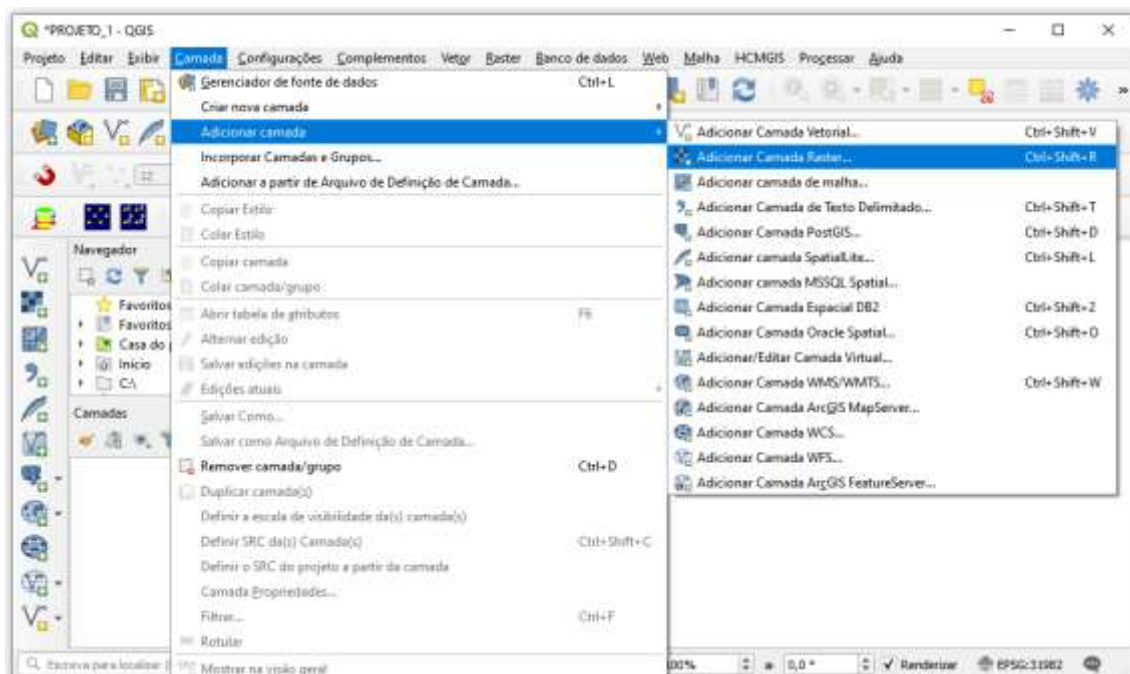 *PROJETO_1 - QGIS
Projeto Editar Exibir Camada Configurações Complementos Vetor Raster Banco de dados Web Malha HCMGIS Processar Ajuda
Gerenciador de fonte de dados Ctrl+L
Criar nova camada
Adicionar camada
Incorporar Camadas e Grupos...
Adicionar a partir de Arquivo de Definição de Camada...
Copiar Estilo
Colar Estilo
Copiar camada
Colar camada/grupo
Abrir tabela de atributos F6
Alternar edição
Salvar edições na camada
Edições atuais
Salvar Como...
Salvar como Arquivo de Definição de Camada...
Remover camada/grupo Ctrl+D
Duplicar camada(s)
Definir a escala de visibilidade da(s) camada(s)
Definir SRC da(s) Camada(s) Ctrl+Shift+C
Definir o SRC do projeto a partir da camada
Camada Propriedades...
Filtrar... Ctrl+F
Rotular
Mostrar na visão geral
Adicionar Camada Vetorial... Ctrl+Shift+V
Adicionar Camada Raster... Ctrl+Shift+R
Adicionar camada de malha...
Adicionar Camada de Texto Delimitado... Ctrl+Shift+T
Adicionar Camada PostGIS... Ctrl+Shift+D
Adicionar camada SpatiaLite... Ctrl+Shift+L
Adicionar camada MSSQL Spatial...
Adicionar Camada Espacial DB2 Ctrl+Shift+2
Adicionar Camada Oracle Spatial... Ctrl+Shift+O
Adicionar/Editar Camada Virtual...
Adicionar Camada WMS/WMTS... Ctrl+Shift+W
Adicionar Camada ArcGIS MapServer...
Adicionar Camada WCS...
Adicionar Camada WFS...
Adicionar Camada ArcGIS FeatureServer...
12
Navegador
Favoritos
Favoritos
Casa do
Início
C:\
Camadas
Escreva para localizar
00%
0,0 °
Renderizar
EPSG:31982